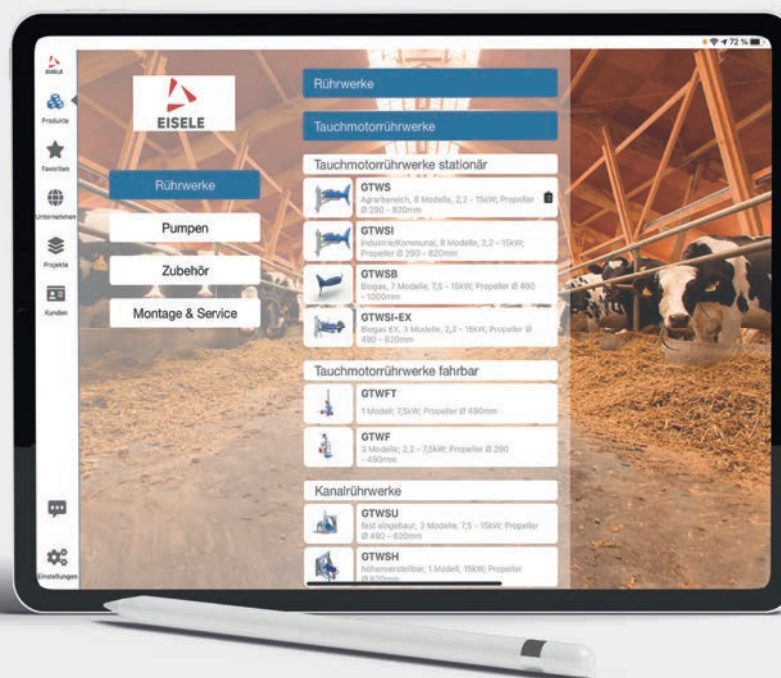 72 %
EISELE
Produkte
Favoriten
Unternehmen
Projekte
Kunden
Einstellungen
EISELE
Rührwerke
Pumpen
Zubehör
Montage & Service
Rührwerke
Tauchmotorrührwerke
Tauchmotorrührwerke stationär
GTWS
Agrarbereich, 8 Modelle, 2,2 - 15kW; Propeller
Ø 290 - 820mm
GTWSI
Industrie/Kommunal, 8 Modelle, 2,2 - 15kW;
Propeller Ø 290 - 820mm
GTWSB
Biogas, 7 Modelle, 7,5 - 15kW; Propeller Ø 490
- 1000mm
GTWSI-EX
Biogas EX, 3 Modelle, 2,2 - 15kW; Propeller Ø
490 - 820mm
Tauchmotorrührwerke fahrbar
GTWFT
1 Modell; 7,5kW; Propeller Ø 490mm
GTWF
3 Modelle; 2,2 - 7,5kW; Propeller Ø 290
- 490mm
Kanalrührwerke
GTWSU
fest eingebaut, 3 Modelle, 7,5 - 15kW; Propeller
Ø 490 - 820mm
GTWSH
höhenverstellbar, 1 Modell, 15kW; Propeller
Ø 820mm